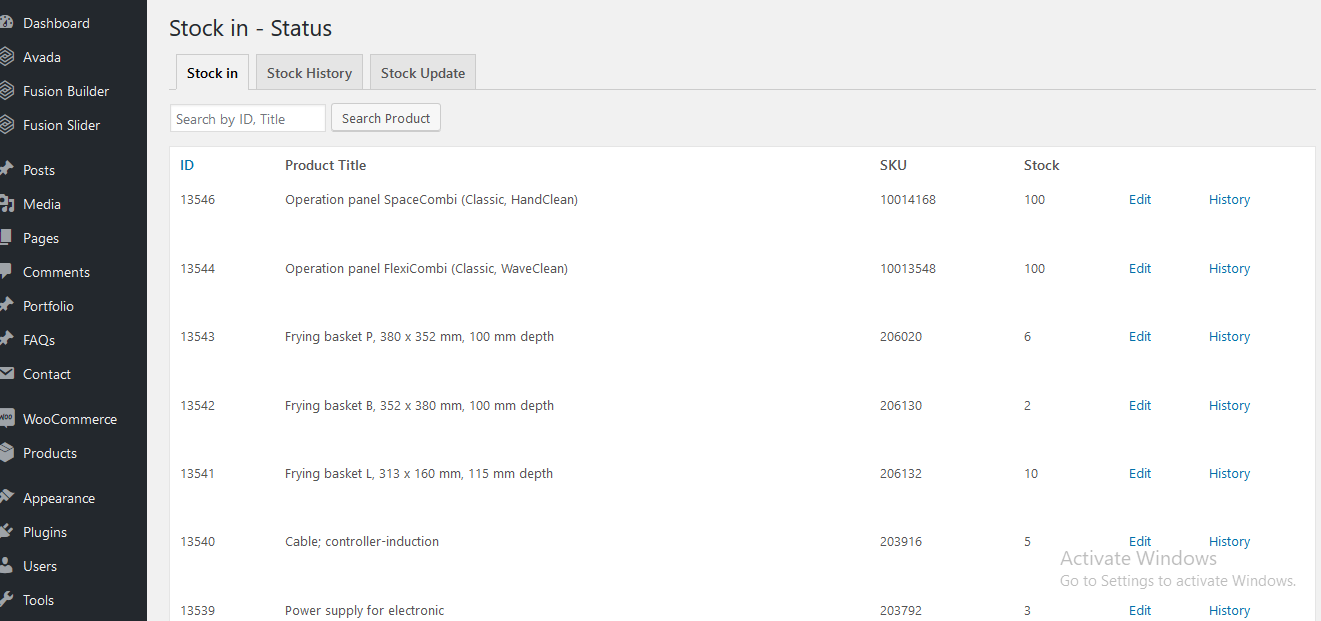 Dashboard
Avada
Fusion Builder
Fusion Slider
Posts
Media
Pages
Comments
Portfolio
FAQs
Contact
WOO WooCommerce
Products
Appearance
Plugins
Users
Tools
Stock in - Status
Stock in Stock History Stock Update
Search by ID, Title Search Product
ID Product Title SKU Stock
13546 Operation panel SpaceCombi (Classic, HandClean) 10014168 100 Edit History
13544 Operation panel FlexiCombi (Classic, WaveClean) 10013548 100 Edit History
13543 Frying basket P, 380 x 352 mm, 100 mm depth 206020 6 Edit History
13542 Frying basket B, 352 x 380 mm, 100 mm depth 206130 2 Edit History
13541 Frying basket L, 313 x 160 mm, 115 mm depth 206132 10 Edit History
13540 Cable; controller-induction 203916 5 Edit History
Activate Windows
Go to Settings to activate Windows.
13539 Power supply for electronic 203792 3 Edit History